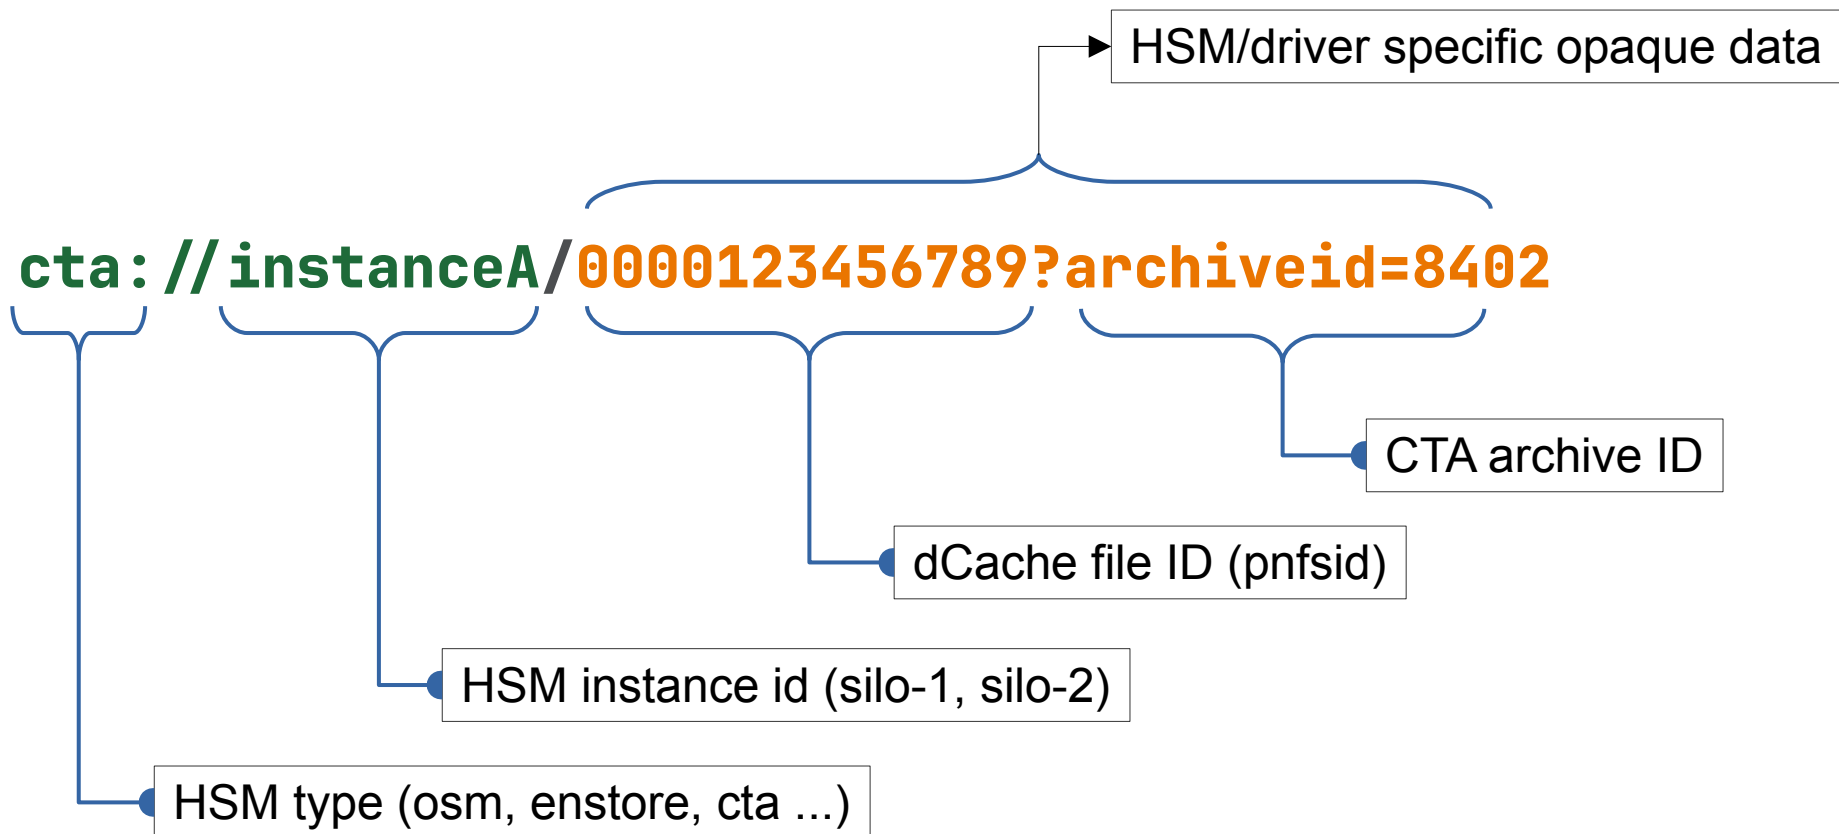 HSM/driver specific opaque data
cta://instanceA/0000123456789?archiveid=8402
CTA archive ID
dCache file ID (pnfsid)
HSM instance id (silo-1, silo-2)
HSM type (osm, enstore, cta ...)